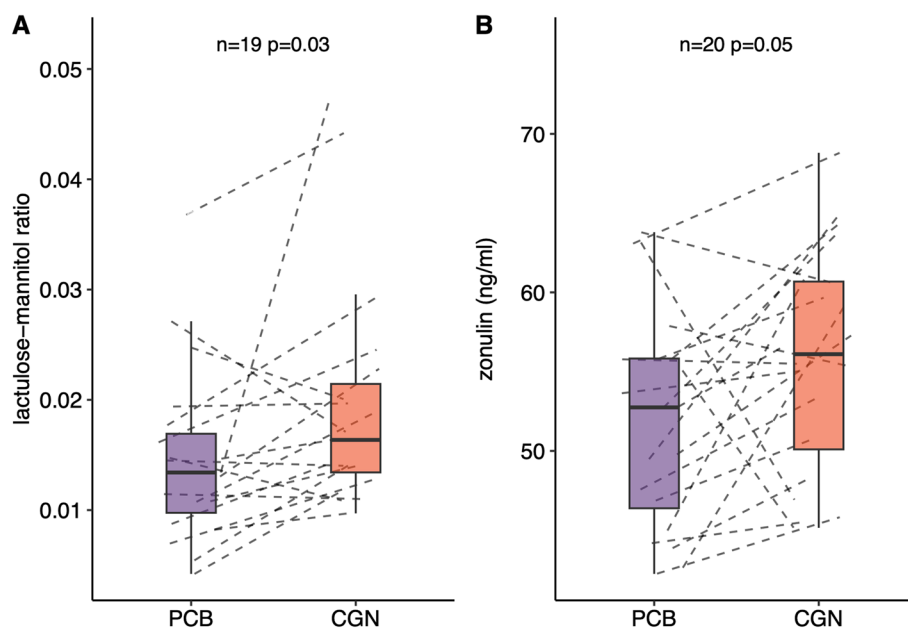 A
n=19 p=0.03
0.05
0.04
0.03
0.02
0.01
lactulose−mannitol ratio
PCB CGN
B
n=20 p=0.05
70
60
50
zonulin (ng/ml)
PCB CGN